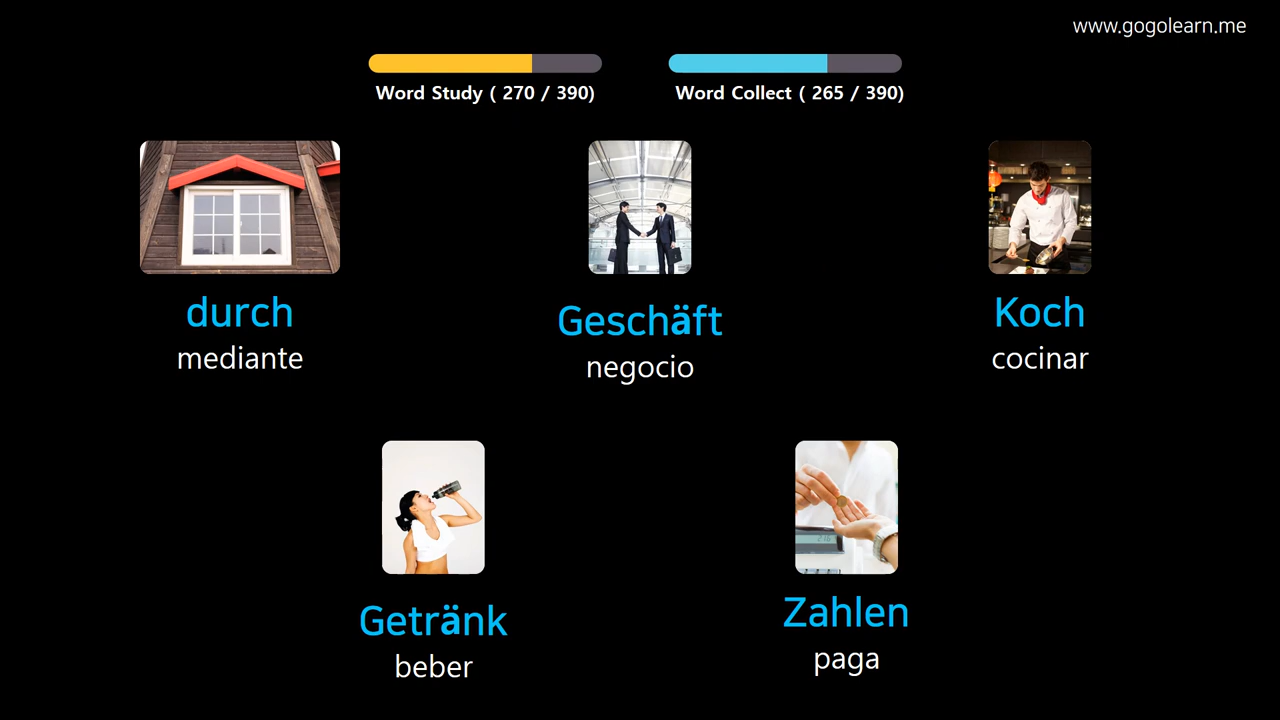 www.gogolearn.me
Word Study ( 270 / 390)
Word Collect ( 265 / 390)
durch
mediante
Geschäft
negocio
Koch
cocinar
Getränk
beber
Zahlen
paga